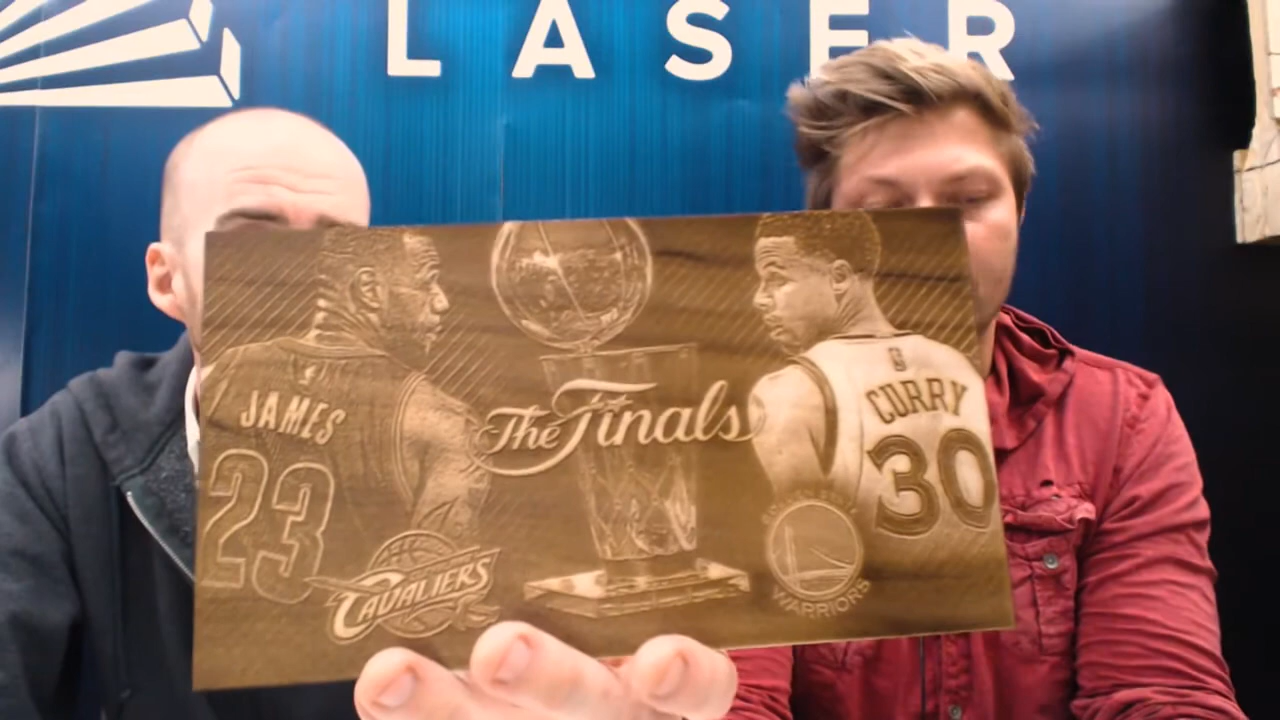 LASER
JAMES
23
The Finals
CURRY
30
CAVALIERS
WARRIORS